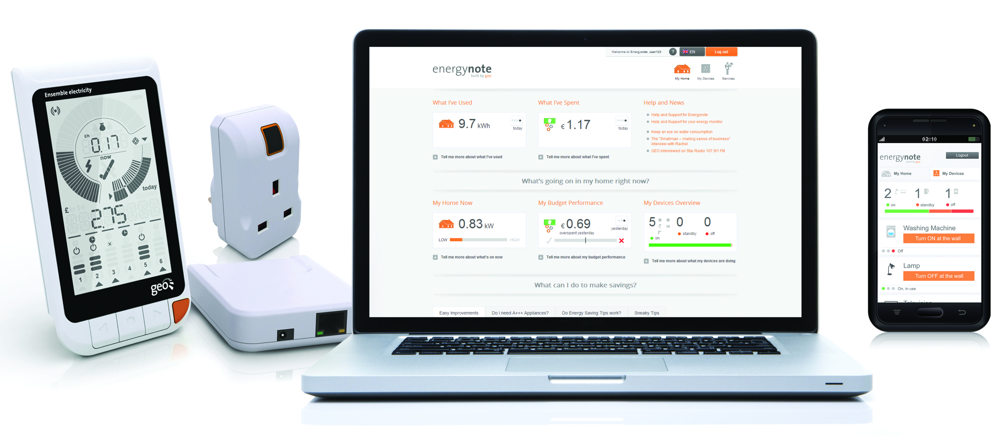 Ensemble electricity
£/h
0.17
now
today
CO₂ kWh
£ kr $ €
2.75
1 2 3 4 5 6
geo
Welcome to Energynote, user123
?
EN
Log out
energynote
built by geo
My Home
My Devices
Services
What I've Used
9.7 kWh
today
Tell me more about what I've used
What I've Spent
€ 1.17
today
Tell me more about what I've spent
Help and News
Help and Support for Energynote
Help and Support for your energy monitor
Keep an eye on water consumption
The "Smallman – making sense of business"
interview with Rachel
GEO interviewed on Star Radio 107.9/1 FM
What's going on in my home right now?
My Home Now
0.83 kW
LOW
HIGH
Tell me more about what's on now
My Budget Performance
€ 0.69
overspent yesterday
yesterday
Tell me more about my budget performance
My Devices Overview
5 0 0
on
standby
off
Tell me more about what my devices are doing
What can I do to make savings?
Easy Improvements
Do I need A+++ Appliances?
Do Energy Saving Tips work?
Sneaky Tips
02:10
energynote
built by geo
Logout
My Home
My Devices
2 1 1
on
standby
off
Washing Machine
Turn ON at the wall
Off
Lamp
Turn OFF at the wall
On, in use
Television